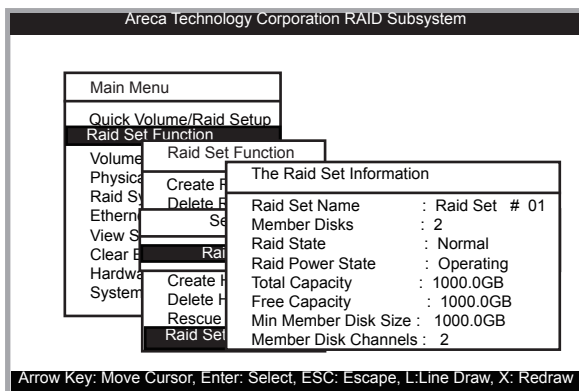 Areca Technology Corporation RAID Subsystem
Main Menu
Quick Volume/Raid Setup
Raid Set Function
Volume
Physica
Raid Sy
Ethern
View S
Clear E
Hardwa
System
Raid Set Function
Create R
Delete R
Se
Rai
Create H
Delete H
Rescue
Raid Set
The Raid Set Information
Raid Set Name : Raid Set # 01
Member Disks : 2
Raid State : Normal
Raid Power State : Operating
Total Capacity : 1000.0GB
Free Capacity : 1000.0GB
Min Member Disk Size : 1000.0GB
Member Disk Channels : 2
Arrow Key: Move Cursor, Enter: Select, ESC: Escape, L:Line Draw, X: Redraw